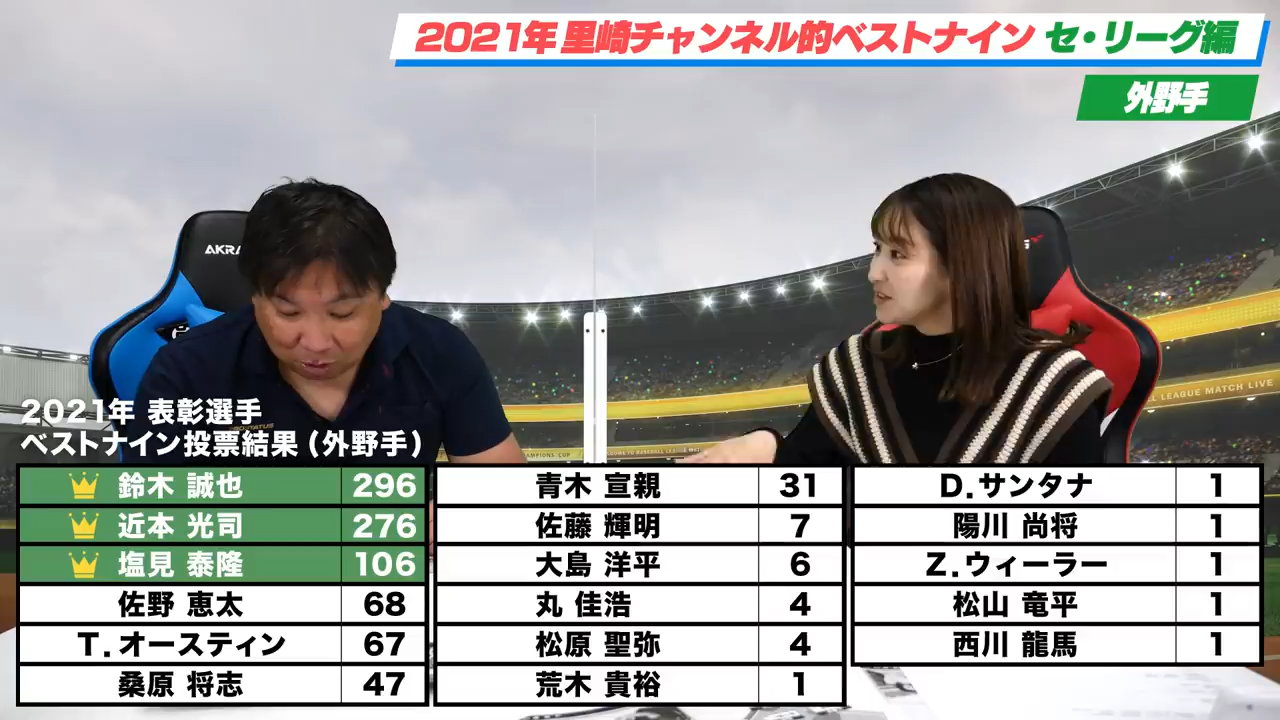 2021年 里崎チャンネル的ベストナイン セ・リーグ編
外野手
AKRA
LEAGUE MATCH LIVE
2021年 表彰選手
ベストナイン投票結果(外野手)
鈴木 誠也 296
近本 光司 276
塩見 泰隆 106
佐野 恵太 68
T.オースティン 67
桑原 将志 47
青木 宣親 31
佐藤 輝明 7
大島 洋平 6
丸 佳浩 4
松原 聖弥 4
荒木 貴裕 1
D.サンタナ 1
陽川 尚将 1
Z.ウィーラー 1
松山 竜平 1
西川 龍馬 1